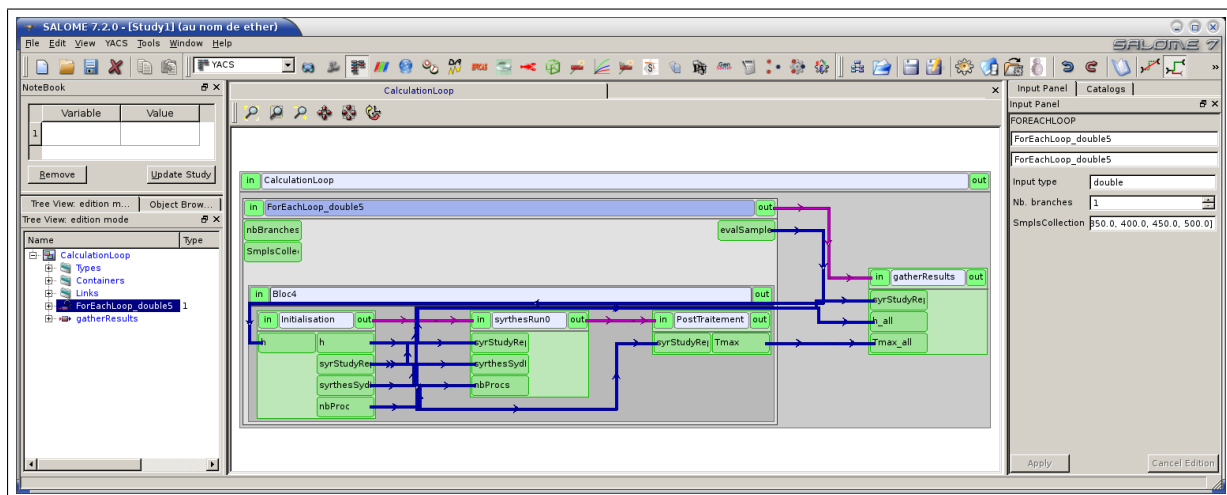 SALOME 7.2.0 - [Study1] (au nom de ether)
File Edit View YACS Tools Window Help
SALOME 7
YACS
»
NoteBook
Variable Value
1
Remove Update Study
Tree View: edition m... Object Brow...
Tree View: edition mode
Name Type
CalculationLoop
Types
Containers
Links
ForEachLoop_double5 1
gatherResults
CalculationLoop
in CalculationLoop out
in ForEachLoop_double5 out
nbBranches evalSample
SmplsColle
in gatherResults out
syrStudyRe
h_all
Tmax_all
in Bloc4 out
in Initialisation out in syrthesRun0 out in PostTraitement out
h h syrStudyRe syrStudyRe Tmax
syrStudyRe syrthesSyd
syrthesSyd nbProcs
nbProc
Input Panel Catalogs
Input Panel
FOREACHLOOP
ForEachLoop_double5
ForEachLoop_double5
Input type double
Nb. branches 1
SmplsCollection 350.0, 400.0, 450.0, 500.0]
Apply Cancel Edition